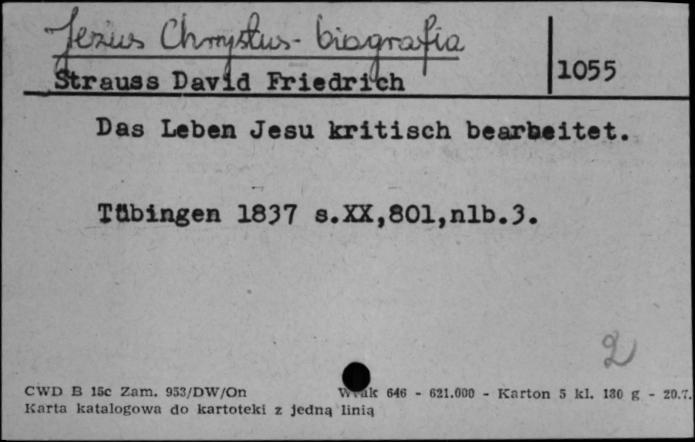 Jezus Chrystus - biografia
Strauss David Friedrich
1055
Das Leben Jesu kritisch bearbeitet.
Tübingen 1837 s.XX,801,nlb.3.
2
CWD B 15c Zam. 953/DW/On 646 - 621.000 - Karton 5 kl. 180 g - 20.7.
Karta katalogowa do kartoteki z jedną linią